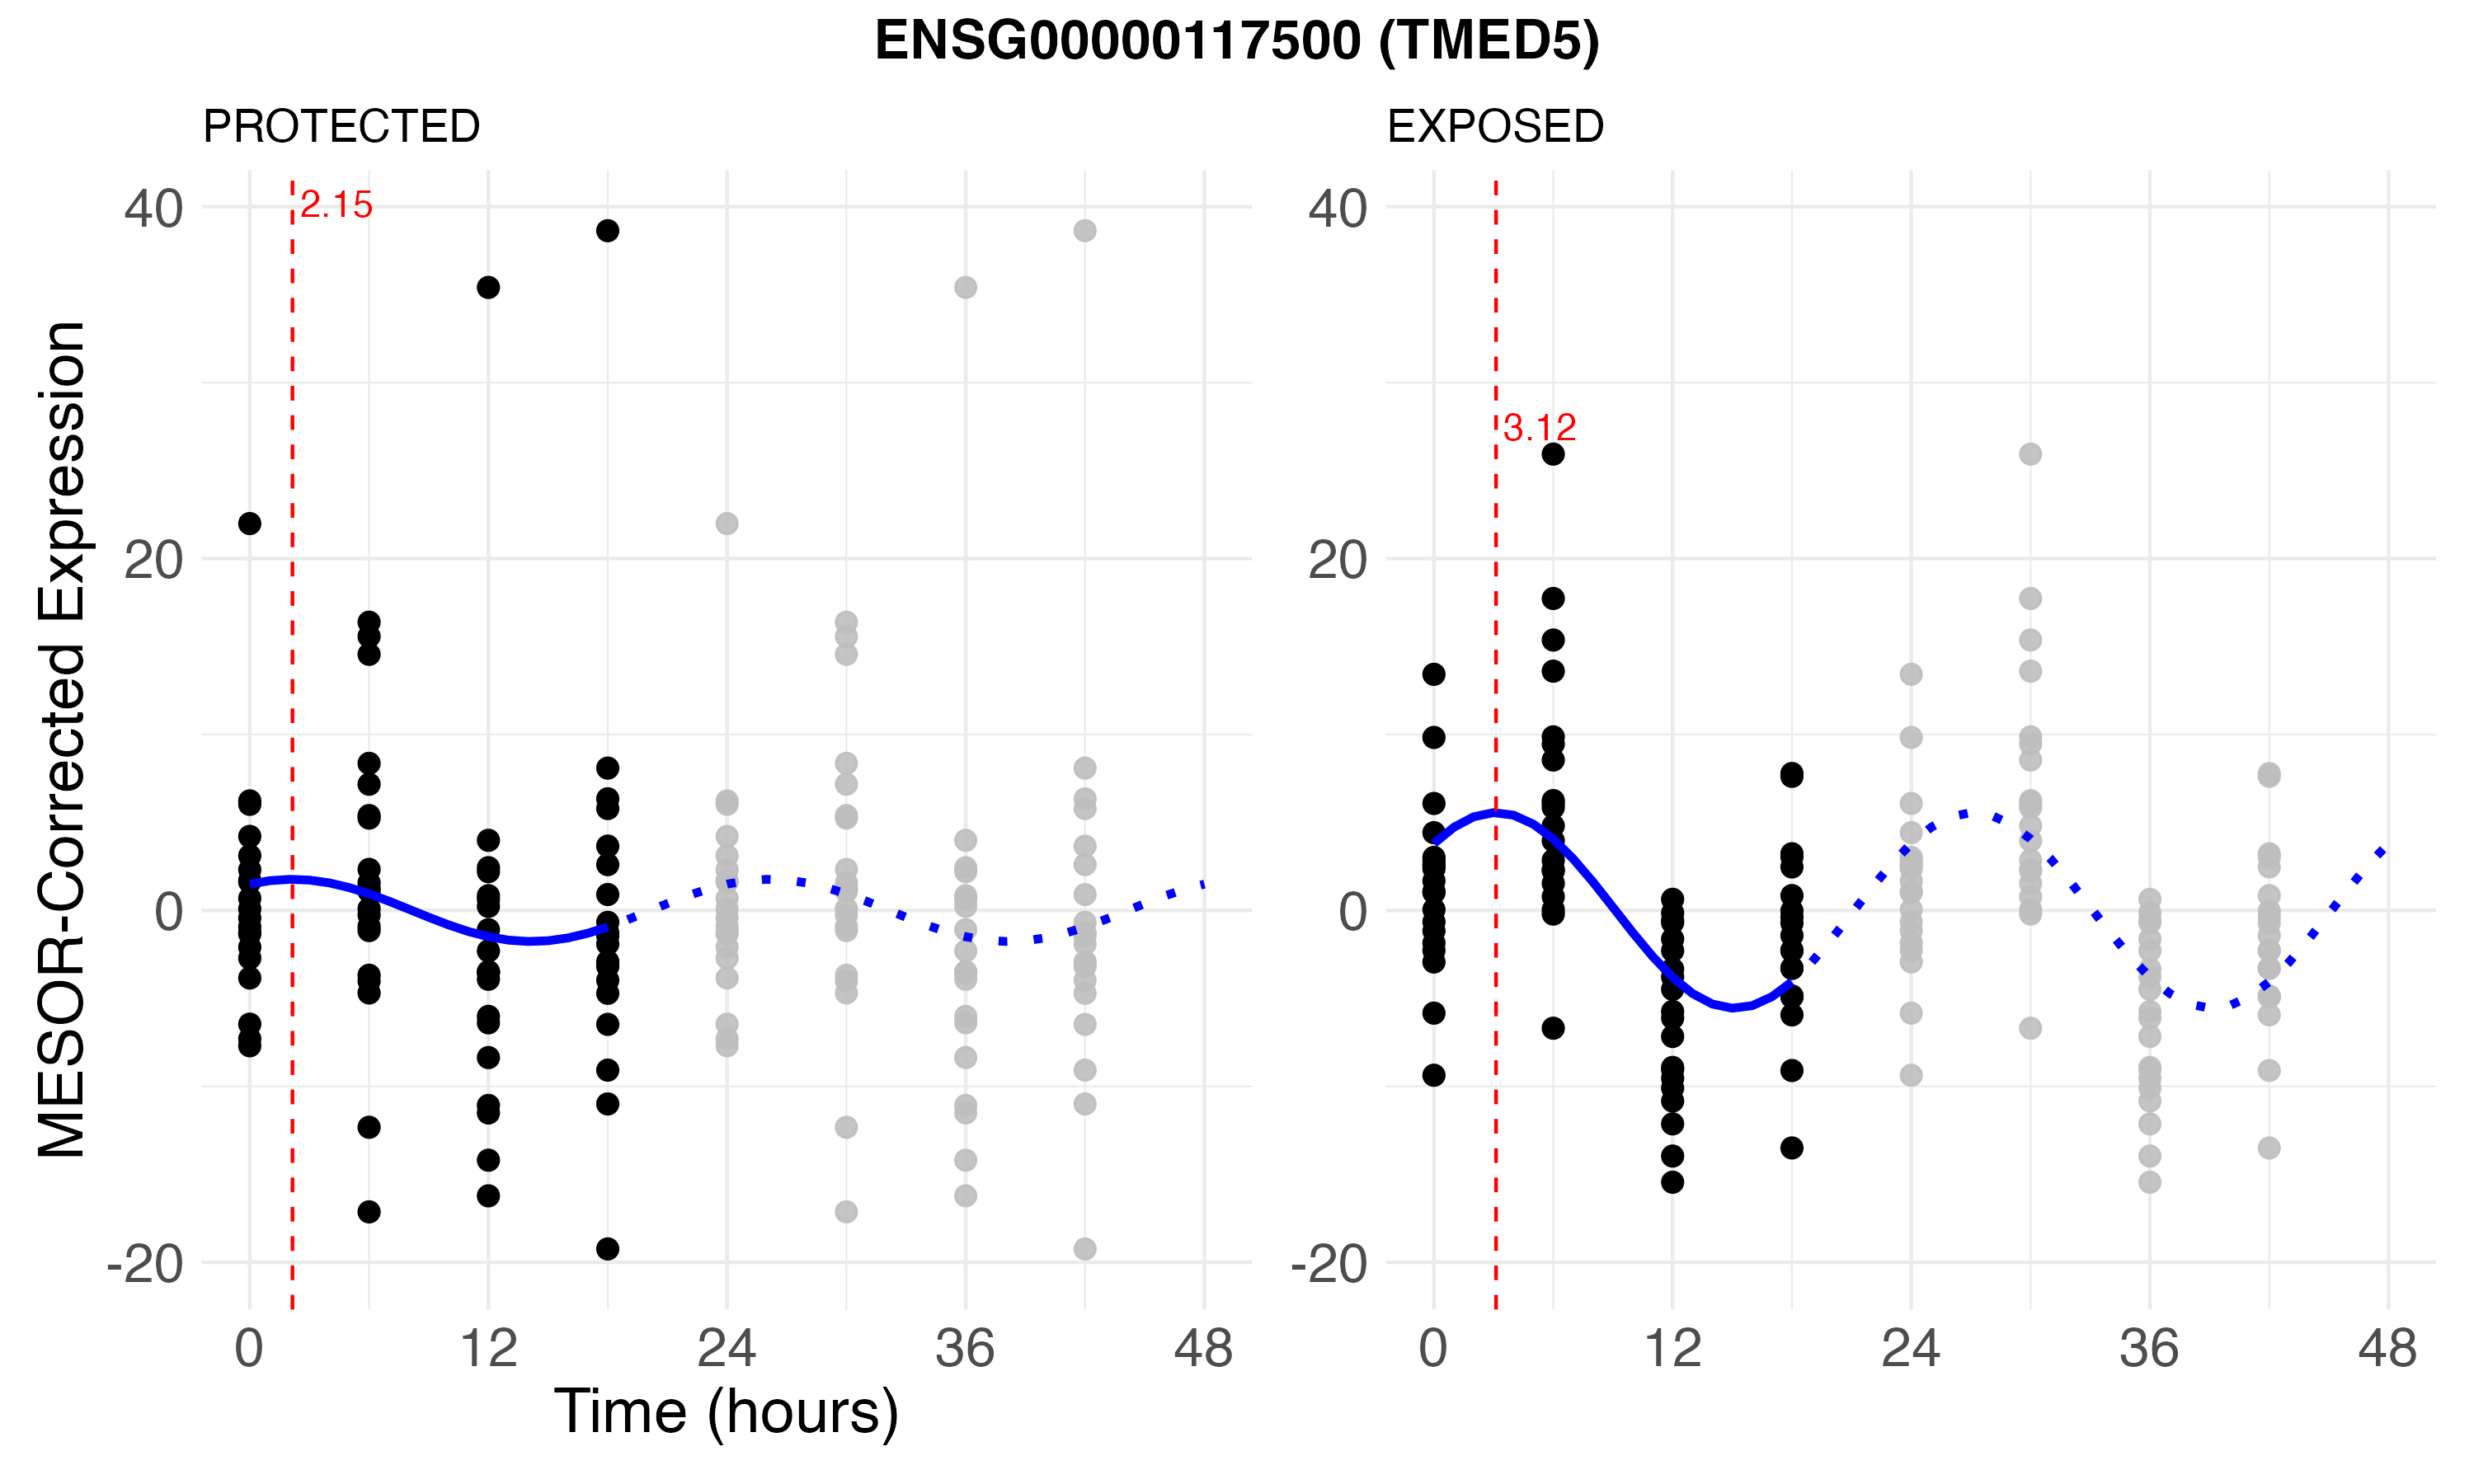 ENSG00000117500 (TMED5)
PROTECTED
EXPOSED
MESOR-Corrected Expression
40
20
0
-20
2.15
0 12 24 36 48
Time (hours)
40
20
0
-20
3.12
0 12 24 36 48